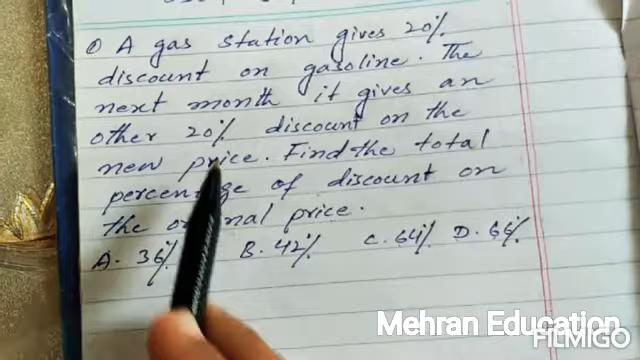 ① A gas station gives 20%
discount on gasoline. The
next month it gives an
other 20% discount on the
new price. Find the total
of discount on
the price.
A. 36% B. 42% C. 64% D. 66%
Mehran Education
FILMIGO